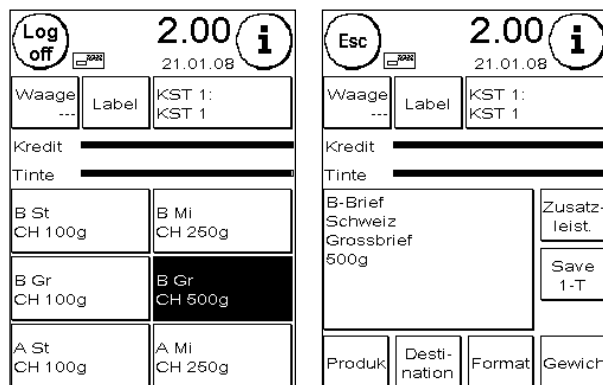 Log
off
2.00
i
21.01.08
Waage
---
Label
KST 1:
KST 1
Kredit
Tinte
B St
CH 100g
B Mi
CH 250g
B Gr
CH 100g
B Gr
CH 500g
A St
CH 100g
A Mi
CH 250g
Esc
2.00
i
21.01.08
Waage
---
Label
KST 1:
KST 1
Kredit
Tinte
B-Brief
Schweiz
Grossbrief
500g
Zusatz-
leist.
Save
1-T
Produk
Desti-
nation
Format
Gewich